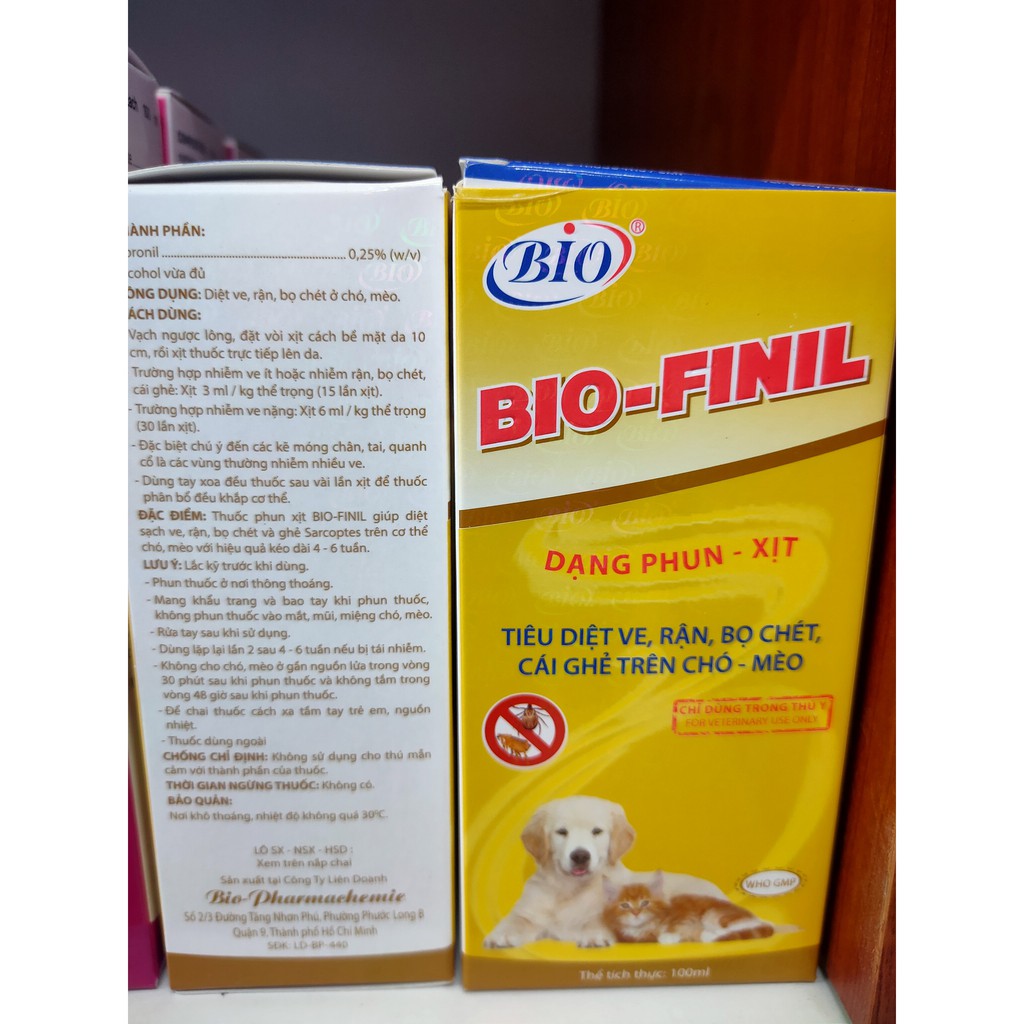 HÀNH PHẦN:
pronil ........................................ 0,25% (w/v)
cohol vừa đủ
ÔNG DỤNG: Diệt ve, rận, bọ chét ở chó, mèo.
ÁCH DÙNG:
Vạch ngược lông, đặt vòi xịt cách bề mặt da 10
cm, rồi xịt thuốc trực tiếp lên da.
Trường hợp nhiễm ve ít hoặc nhiễm rận, bọ chét,
cái ghẻ: Xịt 3 ml / kg thể trọng (15 lần xịt).
- Trường hợp nhiễm ve nặng: Xịt 6 ml / kg thể trọng
(30 lần xịt).
- Đặc biệt chú ý đến các kẽ móng chân, tai, quanh
cổ là các vùng thường nhiễm nhiều ve.
- Dùng tay xoa đều thuốc sau vài lần xịt để thuốc
phân bố đều khắp cơ thể.
ĐẶC ĐIỂM: Thuốc phun xịt BIO-FINIL giúp diệt
sạch ve, rận, bọ chét và ghẻ Sarcoptes trên cơ thể
chó, mèo với hiệu quả kéo dài 4 - 6 tuần.
LƯU Ý: Lắc kỹ trước khi dùng.
- Phun thuốc ở nơi thông thoáng.
- Mang khẩu trang và bao tay khi phun thuốc,
không phun thuốc vào mắt, mũi, miệng chó, mèo.
- Rửa tay sau khi sử dụng.
- Dùng lặp lại lần 2 sau 4 - 6 tuần nếu bị tái nhiễm.
- Không cho chó, mèo ở gần nguồn lửa trong vòng
30 phút sau khi phun thuốc và không tắm trong
vòng 48 giờ sau khi phun thuốc.
- Để chai thuốc cách xa tầm tay trẻ em, nguồn
nhiệt.
- Thuốc dùng ngoài
CHỐNG CHỈ ĐỊNH: Không sử dụng cho thú mẫn
cảm với thành phần của thuốc.
THỜI GIAN NGỪNG THUỐC: Không có.
BẢO QUẢN:
Nơi khô thoáng, nhiệt độ không quá 30°C.
LÔ SX - NSX - HSD :
Xem trên nắp chai
Sản xuất tại Công Ty Liên Doanh
Bio-Pharmachemie
Số 2/3 Đường Tăng Nhơn Phú, Phường Phước Long B
Quận 9, Thành phố Hồ Chí Minh
SĐK: LD-BP-440
BIO®
BIO-FINIL
DẠNG PHUN - XỊT
TIÊU DIỆT VE, RẬN, BỌ CHÉT,
CÁI GHẺ TRÊN CHÓ - MÈO
CHỈ DÙNG TRONG THÚ Y
FOR VETERINARY USE ONLY
WHO GMP
Thể tích thực: 100ml